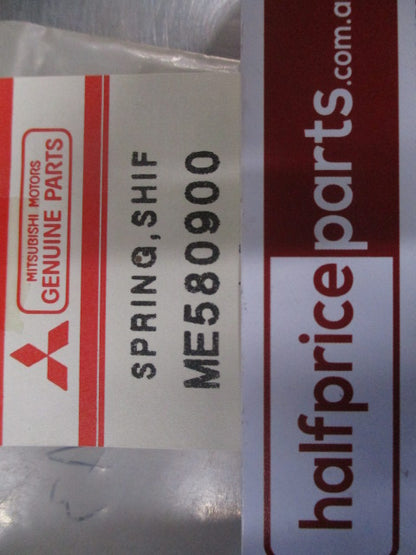 MITSUBISHI MOTORS
GENUINE PARTS
SPRING,SHIF
ME580900
halfpriceparts.com.a